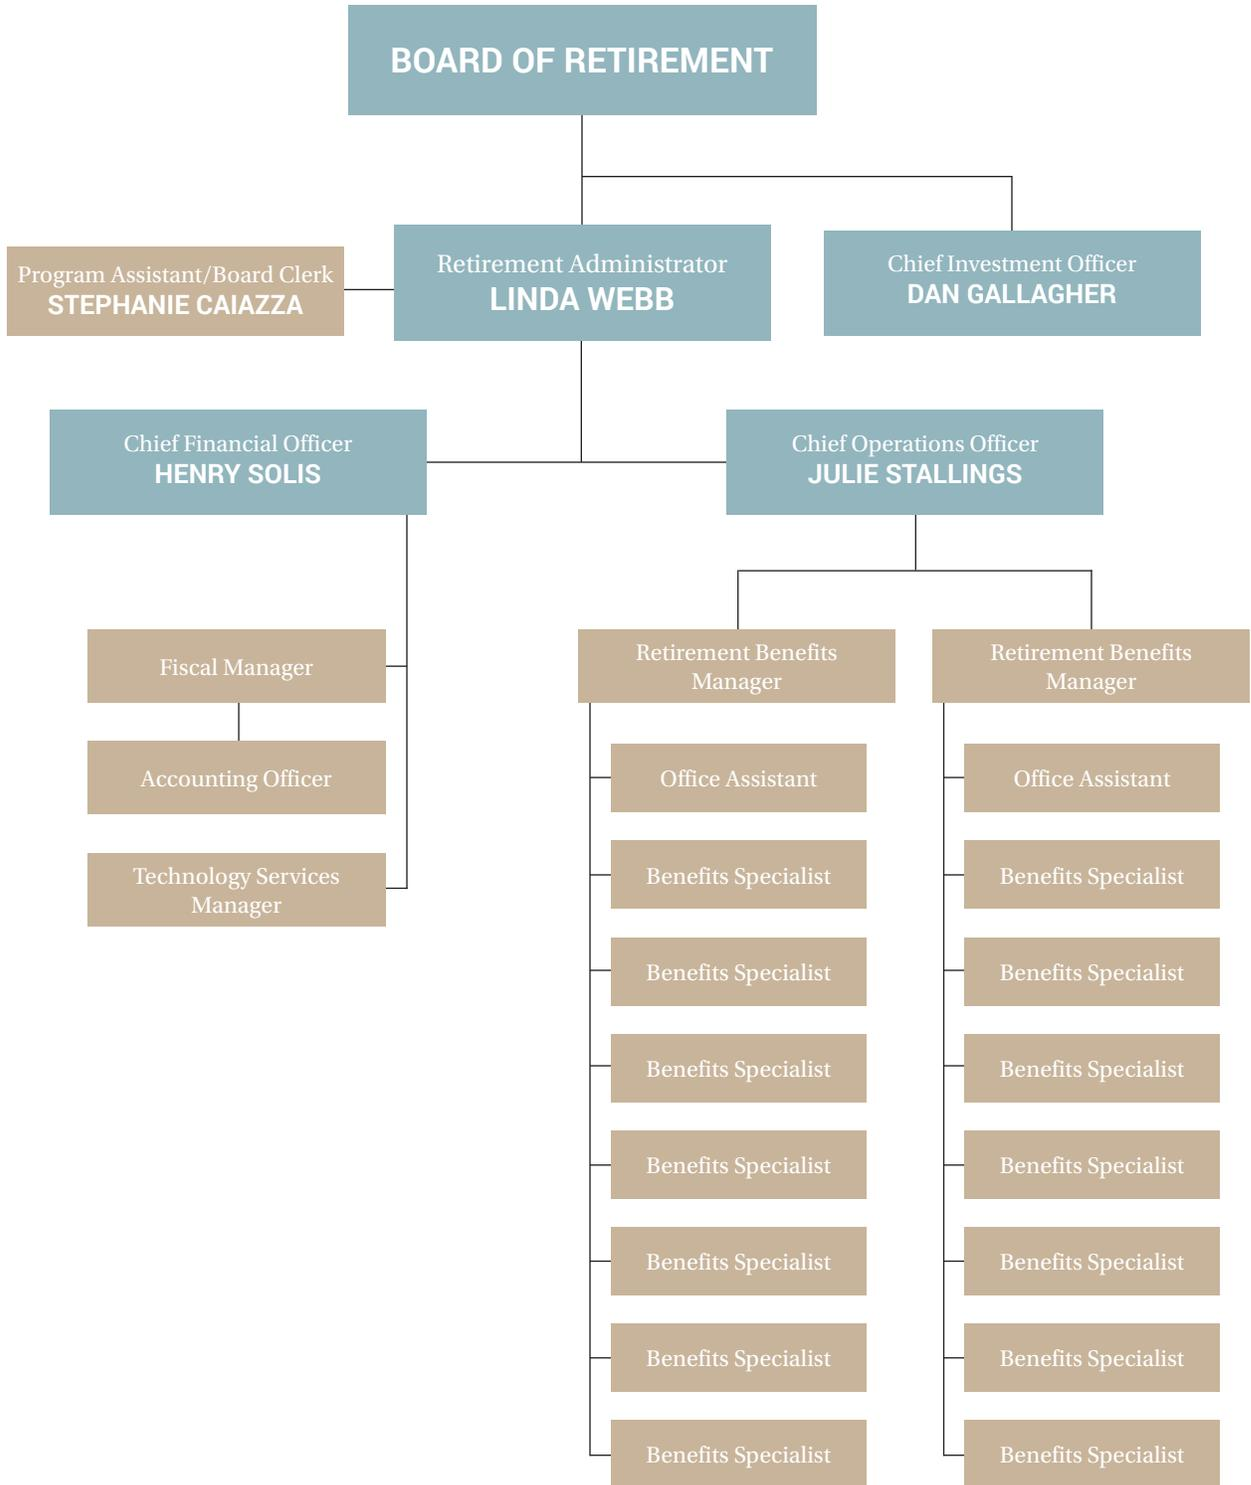 BOARD OF RETIREMENT
Program Assistant/Board Clerk
STEPHANIE CAIAZZA
Retirement Administrator
LINDA WEBB
Chief Investment Officer
DAN GALLAGHER
Chief Financial Officer
HENRY SOLIS
Chief Operations Officer
JULIE STALLINGS
Fiscal Manager
Accounting Officer
Technology Services
Manager
Retirement Benefits
Manager
Office Assistant
Benefits Specialist
Benefits Specialist
Benefits Specialist
Benefits Specialist
Benefits Specialist
Benefits Specialist
Benefits Specialist
Retirement Benefits
Manager
Office Assistant
Benefits Specialist
Benefits Specialist
Benefits Specialist
Benefits Specialist
Benefits Specialist
Benefits Specialist
Benefits Specialist